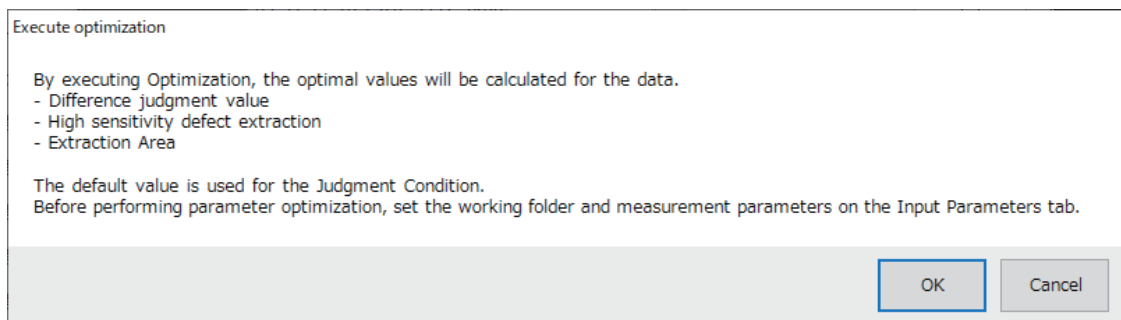 Execute optimization
By executing Optimization, the optimal values will be calculated for the data.
- Difference judgment value
- High sensitivity defect extraction
- Extraction Area
The default value is used for the Judgment Condition.
Before performing parameter optimization, set the working folder and measurement parameters on the Input Parameters tab.
OK Cancel